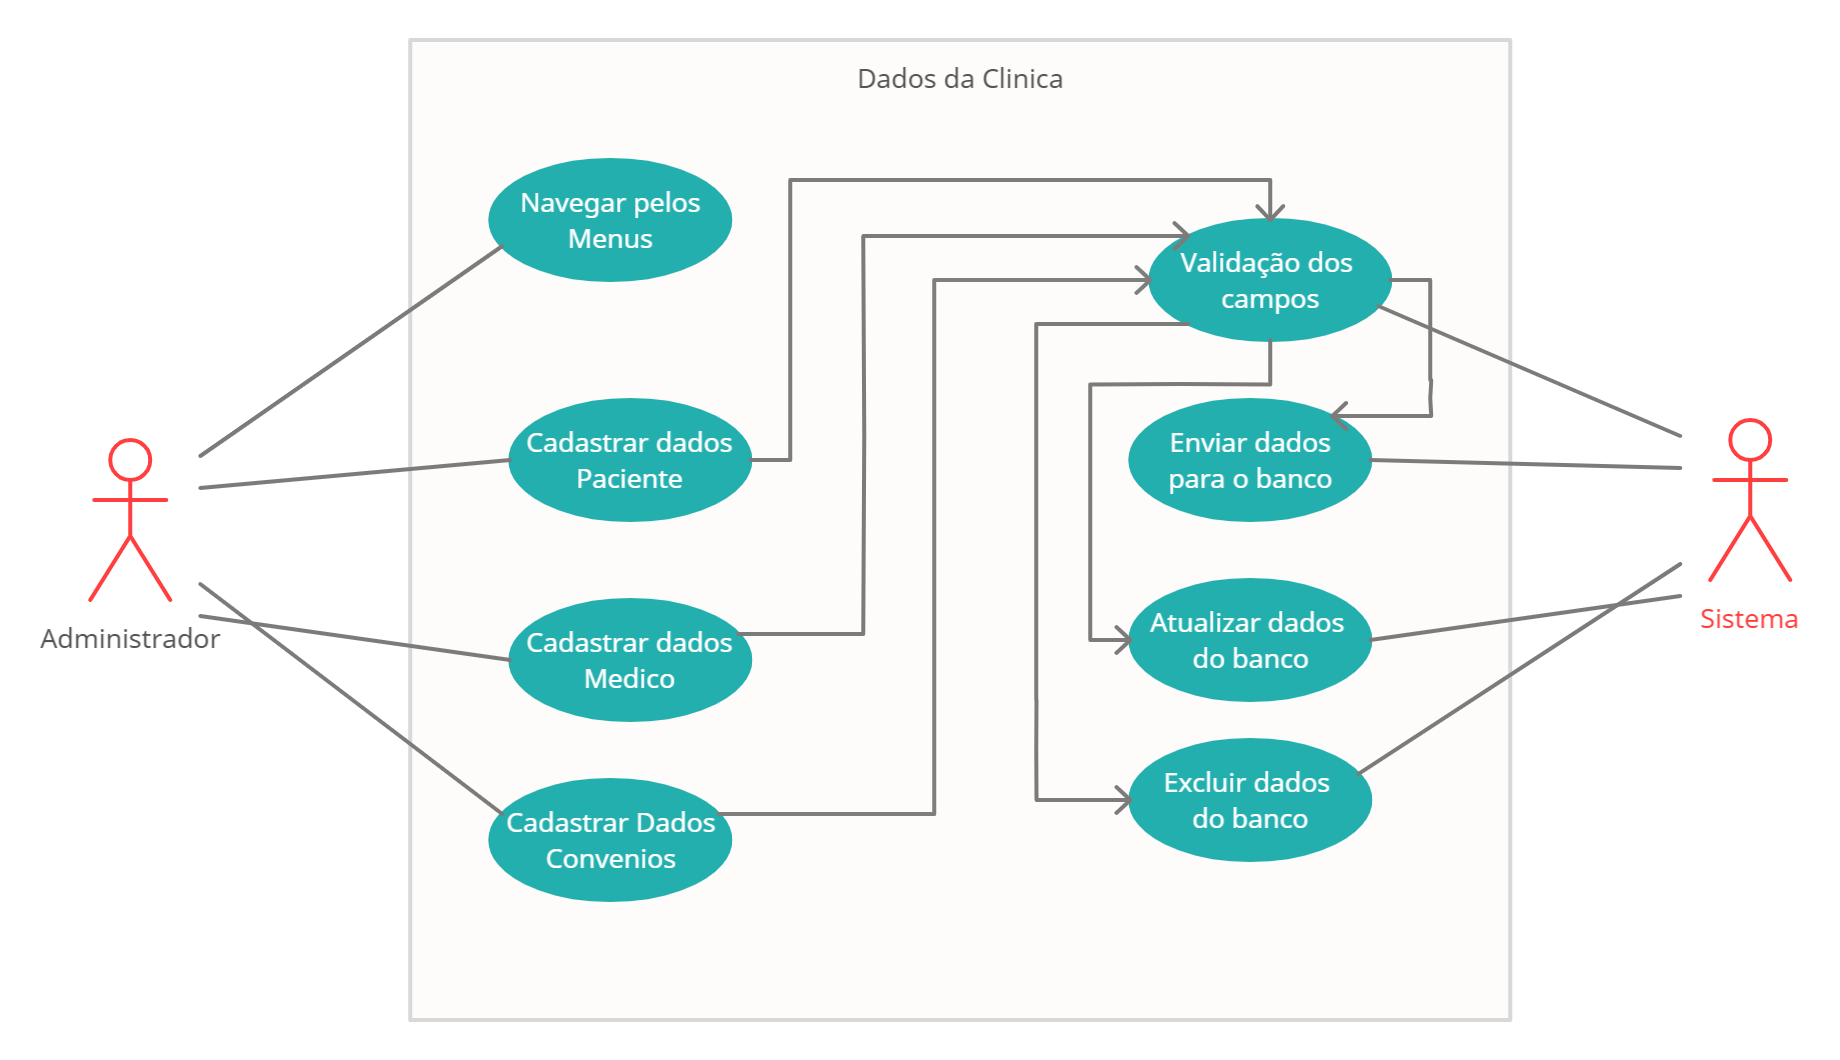 Dados da Clinica
Navegar pelos
Menus
Validação dos
campos
Cadastrar dados
Paciente
Enviar dados
para o banco
Administrador
Cadastrar dados
Medico
Atualizar dados
do banco
Sistema
Cadastrar Dados
Convenios
Excluir dados
do banco